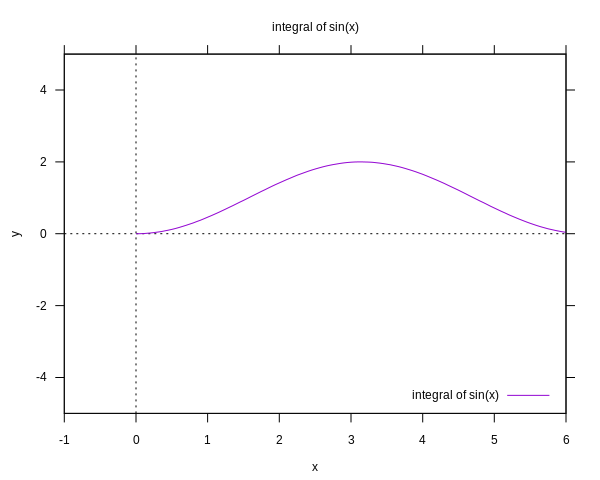 integral of sin(x)
4
2
0
-2
-4
y
integral of sin(x)
-1 0 1 2 3 4 5 6
x